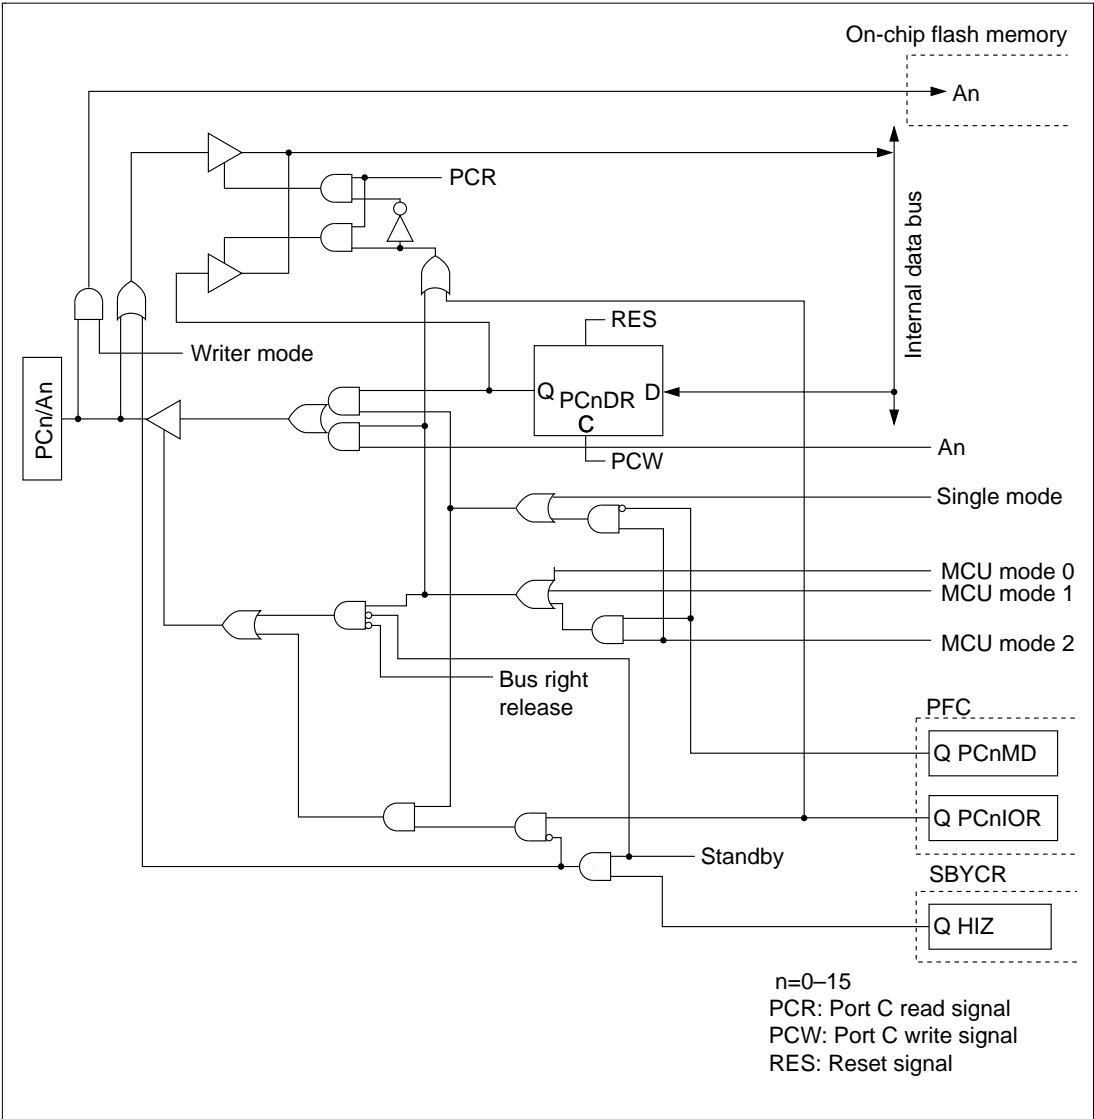 On-chip flash memory
An
PCR
Internal data bus
RES
Writer mode
PCn/An
Q PCnDR D
C
PCW
An
Single mode
MCU mode 0
MCU mode 1
MCU mode 2
Bus right
release
PFC
Q PCnMD
Q PCnIOR
Standby
SBYCR
Q HIZ
n=0–15
PCR: Port C read signal
PCW: Port C write signal
RES: Reset signal